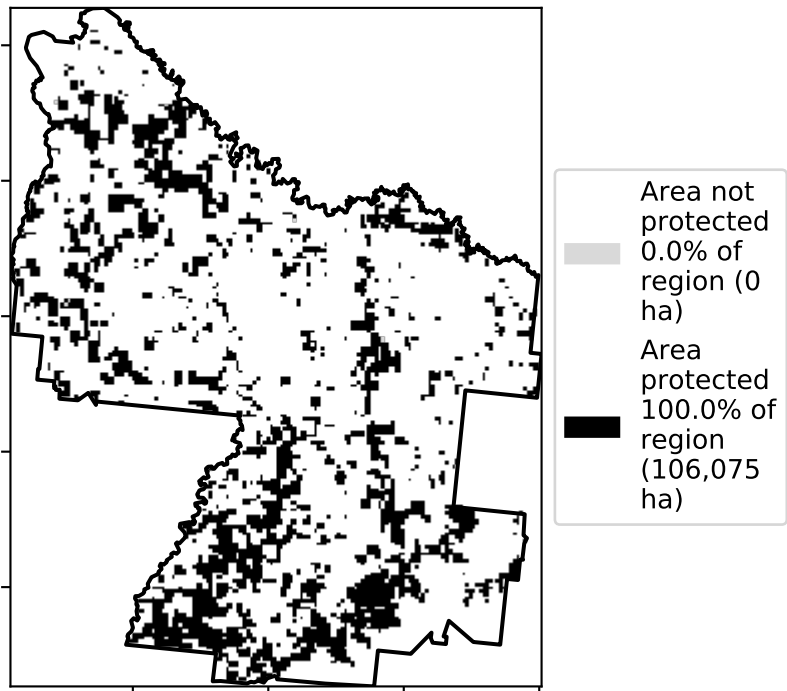 Area not
protected
0.0% of
region (0
ha)
Area
protected
100.0% of
region
(106,075
ha)